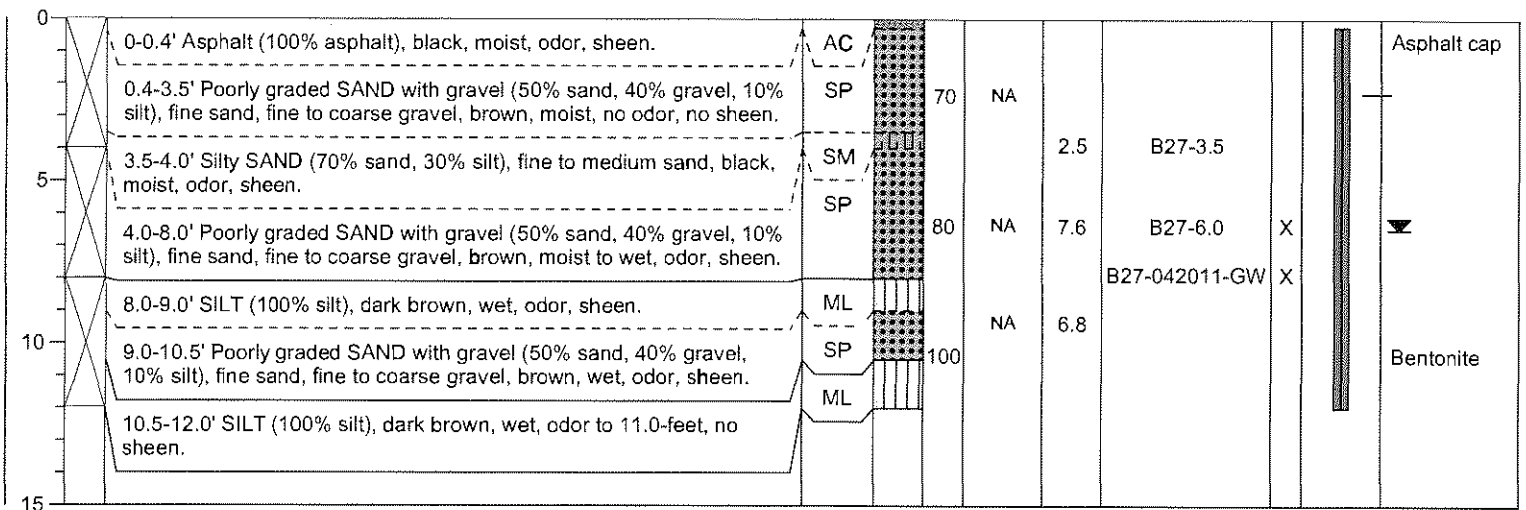 0
0-0.4' Asphalt (100% asphalt), black, moist, odor, sheen.
AC
Asphalt cap
0.4-3.5' Poorly graded SAND with gravel (50% sand, 40% gravel, 10%
silt), fine sand, fine to coarse gravel, brown, moist, no odor, no sheen.
SP
70
NA
3.5-4.0' Silty SAND (70% sand, 30% silt), fine to medium sand, black,
moist, odor, sheen.
SM
2.5
B27-3.5
5
SP
4.0-8.0' Poorly graded SAND with gravel (50% sand, 40% gravel, 10%
silt), fine sand, fine to coarse gravel, brown, moist to wet, odor, sheen.
80
NA
7.6
B27-6.0
X
B27-042011-GW
X
8.0-9.0' SILT (100% silt), dark brown, wet, odor, sheen.
ML
NA
6.8
10
9.0-10.5' Poorly graded SAND with gravel (50% sand, 40% gravel,
10% silt), fine sand, fine to coarse gravel, brown, wet, odor, sheen.
SP
100
Bentonite
ML
10.5-12.0' SILT (100% silt), dark brown, wet, odor to 11.0-feet, no
sheen.
15